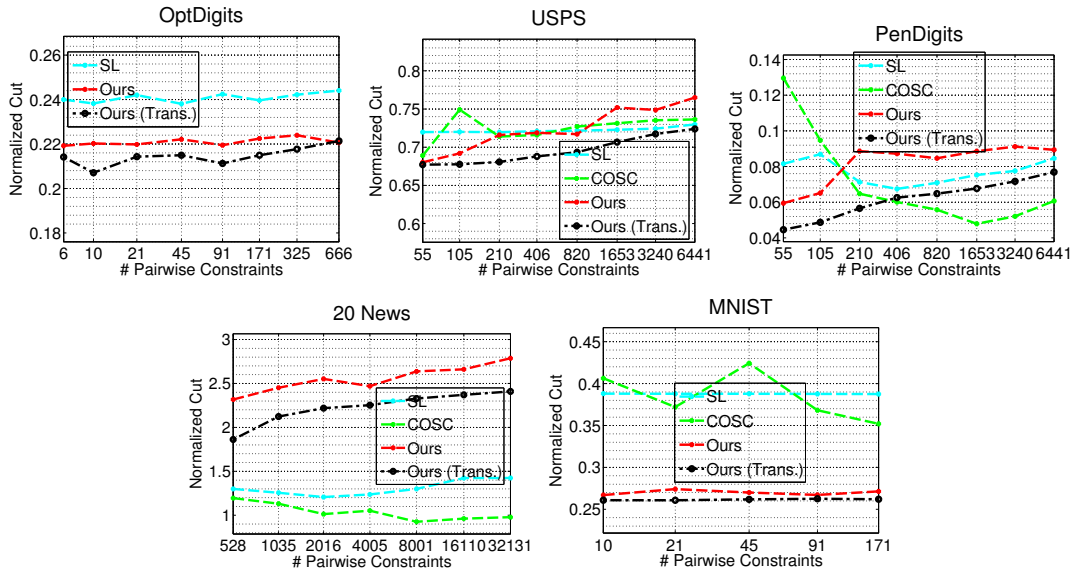 OptDigits
0.26
0.24
0.22
0.2
0.18
Normalized Cut
SL
Ours
Ours (Trans.)
6 10 21 45 91 171 325 666
# Pairwise Constraints
USPS
0.8
0.75
0.7
0.65
0.6
Normalized Cut
SL
COSC
Ours
Ours (Trans.)
55 105 210 406 820 1653 3240 6441
# Pairwise Constraints
PenDigits
0.14
0.12
0.1
0.08
0.06
0.04
Normalized Cut
SL
COSC
Ours
Ours (Trans.)
55 105 210 406 820 1653 3240 6441
# Pairwise Constraints
20 News
3
2.5
2
1.5
1
Normalized Cut
SL
COSC
Ours
Ours (Trans.)
528 1035 2016 4005 8001 16110 32131
# Pairwise Constraints
MNIST
0.45
0.4
0.35
0.3
0.25
Normalized Cut
SL
COSC
Ours
Ours (Trans.)
10 21 45 91 171
# Pairwise Constraints